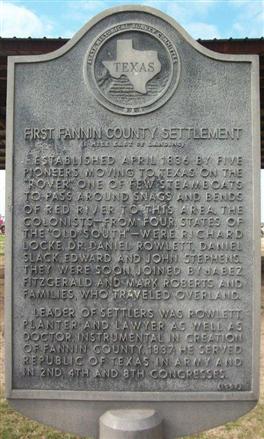 TEXAS
FIRST FANNIN COUNTY SETTLEMENT
(1 MILE EAST OF LANDING)
ESTABLISHED APRIL 1836 BY FIVE
PIONEERS MOVING TO TEXAS ON THE
"ROVER," ONE OF FEW STEAMBOATS
TO PASS AROUND SNAGS AND BENDS
OF RED RIVER TO THIS AREA. THE
COLONISTS--FROM FOUR STATES OF
THE "OLD SOUTH"--WERE RICHARD
LOCKE, DR. DANIEL ROWLETT, DANIEL
SLACK, EDWARD AND JOHN STEPHENS.
THEY WERE SOON JOINED BY JABEZ
FITZGERALD AND MARK ROBERTS AND
FAMILIES, WHO TRAVELED OVERLAND.
LEADER OF SETTLERS WAS ROWLETT,
PLANTER AND LAWYER AS WELL AS
DOCTOR. INSTRUMENTAL IN CREATION
OF FANNIN COUNTY, 1837, HE SERVED
REPUBLIC OF TEXAS IN ARMY AND
IN 2ND, 4TH AND 8TH CONGRESSES.